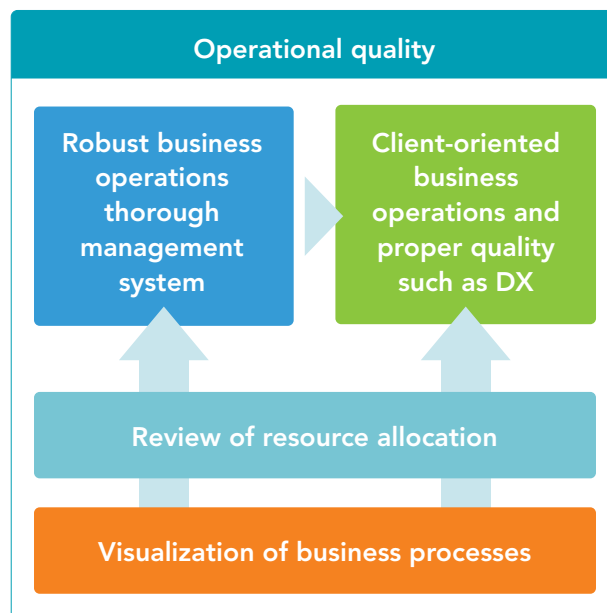 Operational quality
Robust business
operations
thorough
management
system
Client-oriented
business
operations and
proper quality
such as DX
Review of resource allocation
Visualization of business processes